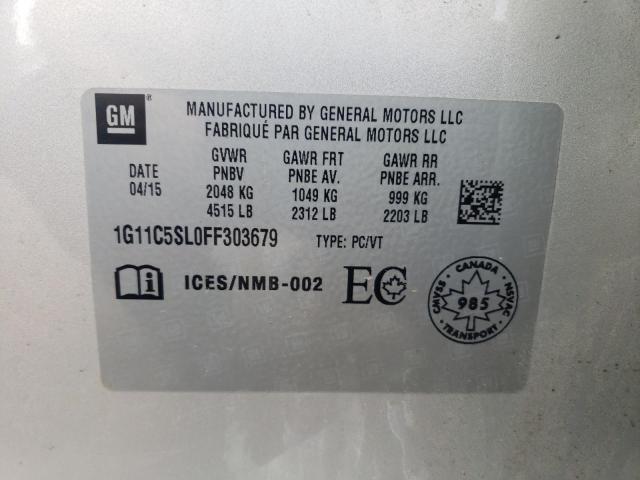 GM ®
MANUFACTURED BY GENERAL MOTORS LLC
FABRIQUÉ PAR GENERAL MOTORS LLC
DATE
04/15
GVWR GAWR FRT GAWR RR
PNBV PNBE AV. PNBE ARR.
2048 KG 1049 KG 999 KG
4515 LB 2312 LB 2203 LB
1G11C5SL0FF303679 TYPE: PC/VT
i ICES/NMB-002 EC
CANADA
CMVSS NSVAC
985
TRANSPORT